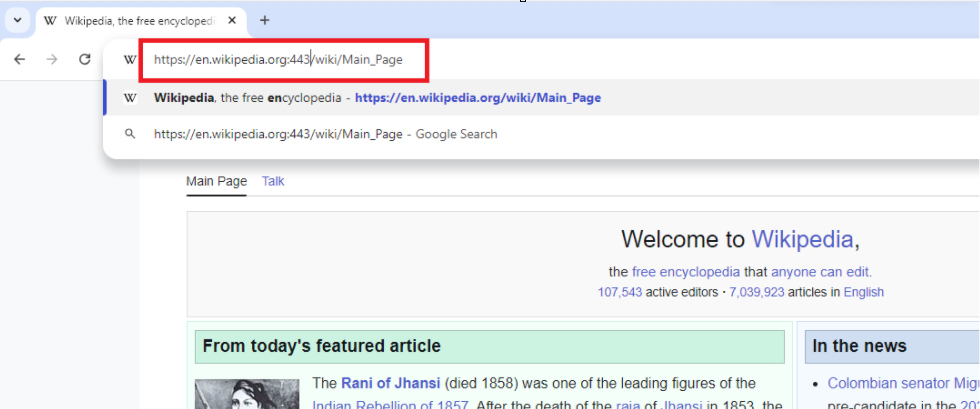 Wikipedia, the free encyclopedi
https://en.wikipedia.org:443/wiki/Main_Page
Wikipedia, the free encyclopedia - https://en.wikipedia.org/wiki/Main_Page
https://en.wikipedia.org:443/wiki/Main_Page - Google Search
Main Page Talk
Welcome to Wikipedia,
the free encyclopedia that anyone can edit.
107,543 active editors · 7,039,923 articles in English
From today's featured article
The Rani of Jhansi (died 1858) was one of the leading figures of the
Indian Rebellion of 1857. After the death of the raja of Jhansi in 1853, the
In the news
Colombian senator Migu
pre-candidate in the 20